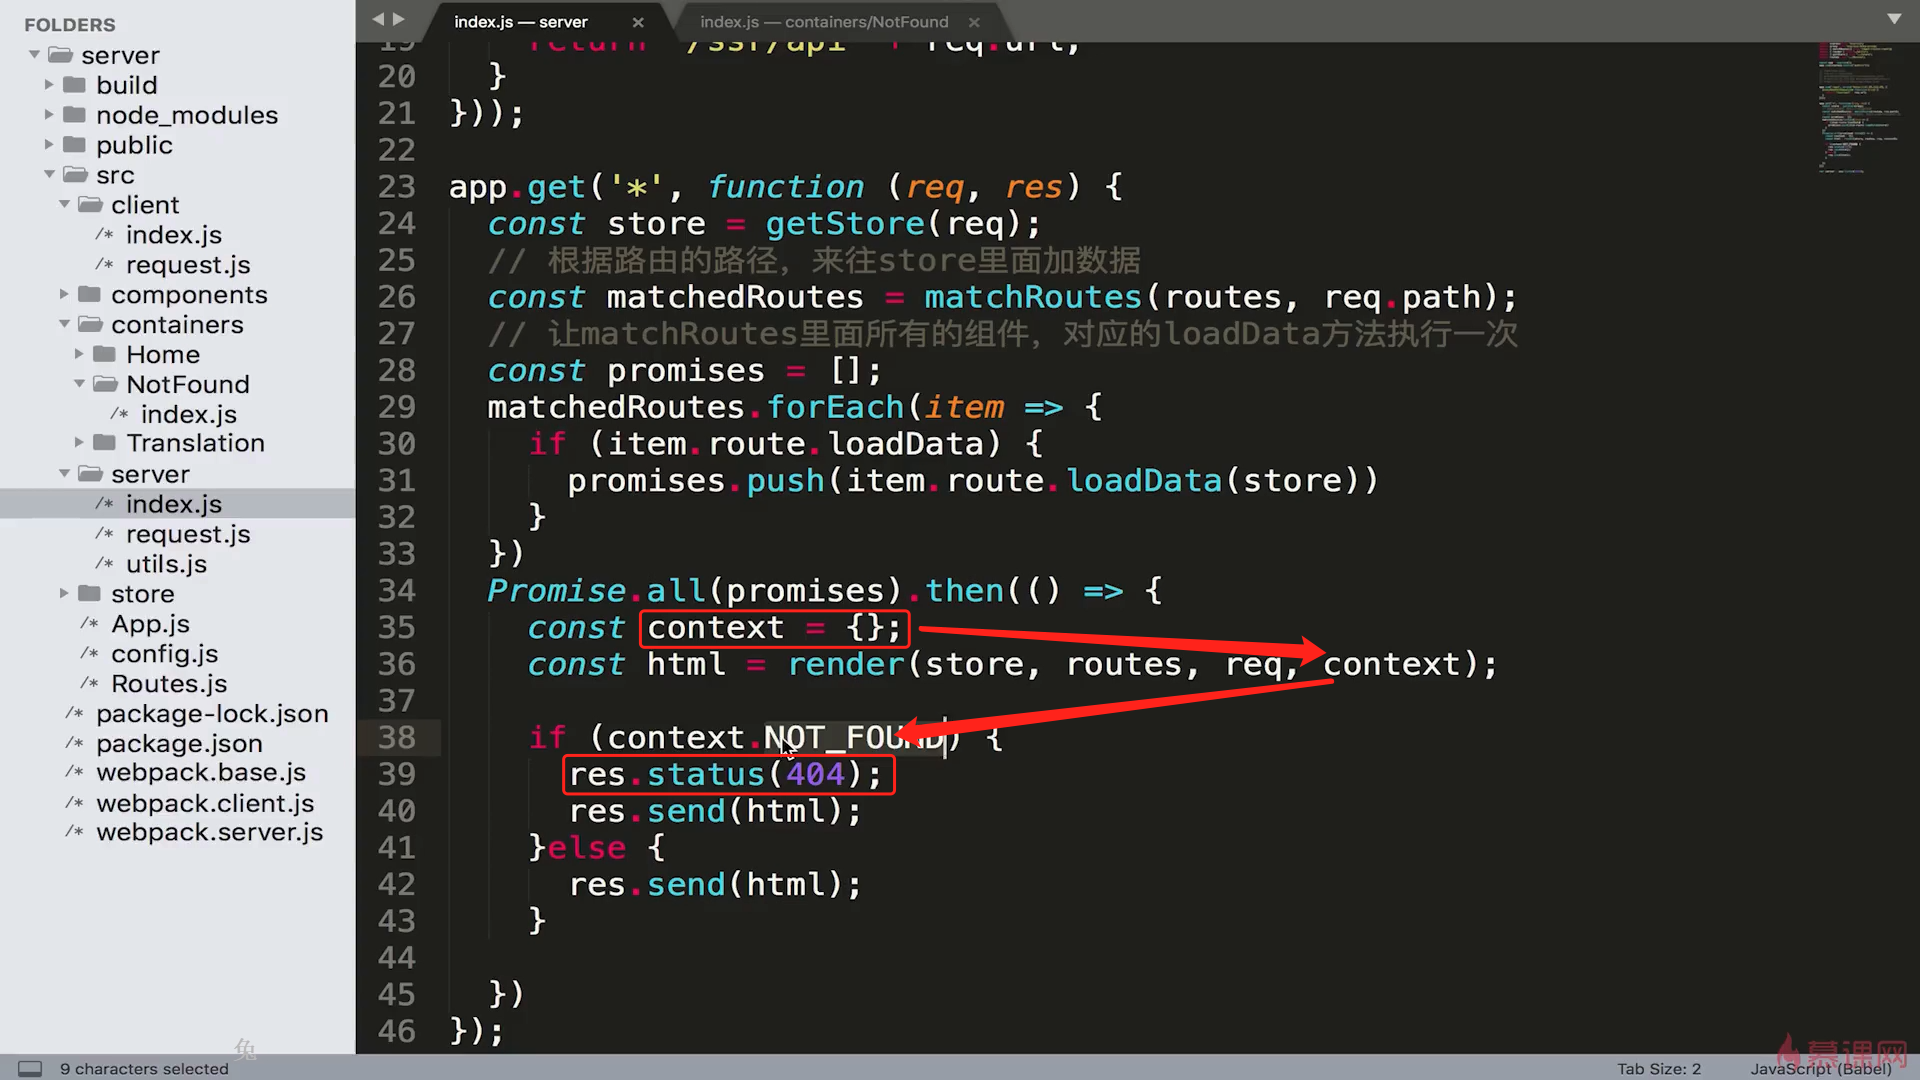 FOLDERS
server
build
node_modules
public
src
client
/* index.js
/* request.js
components
containers
Home
NotFound
/* index.js
Translation
server
/* index.js
/* request.js
/* utils.js
store
/* App.js
/* config.js
/* Routes.js
/* package-lock.json
/* package.json
/* webpack.base.js
/* webpack.client.js
/* webpack.server.js
index.js — server ×
index.js — containers/NotFound ×
19 return '/ssr/api' + req.url;
20 }
21 }));
22
23 app.get('*', function (req, res) {
24 const store = getStore(req);
25 // 根据路由的路径，来往store里面加数据
26 const matchedRoutes = matchRoutes(routes, req.path);
27 // 让matchRoutes里面所有的组件，对应的loadData方法执行一次
28 const promises = [];
29 matchedRoutes.forEach(item => {
30 if (item.route.loadData) {
31 promises.push(item.route.loadData(store))
32 }
33 })
34 Promise.all(promises).then(() => {
35 const context = {};
36 const html = render(store, routes, req, context);
37
38 if (context.NOT_FOUND) {
39 res.status(404);
40 res.send(html);
41 }else {
42 res.send(html);
43 }
44
45 })
46 });
兔
9 characters selected
Tab Size: 2
JavaScript (Babel)
慕课网